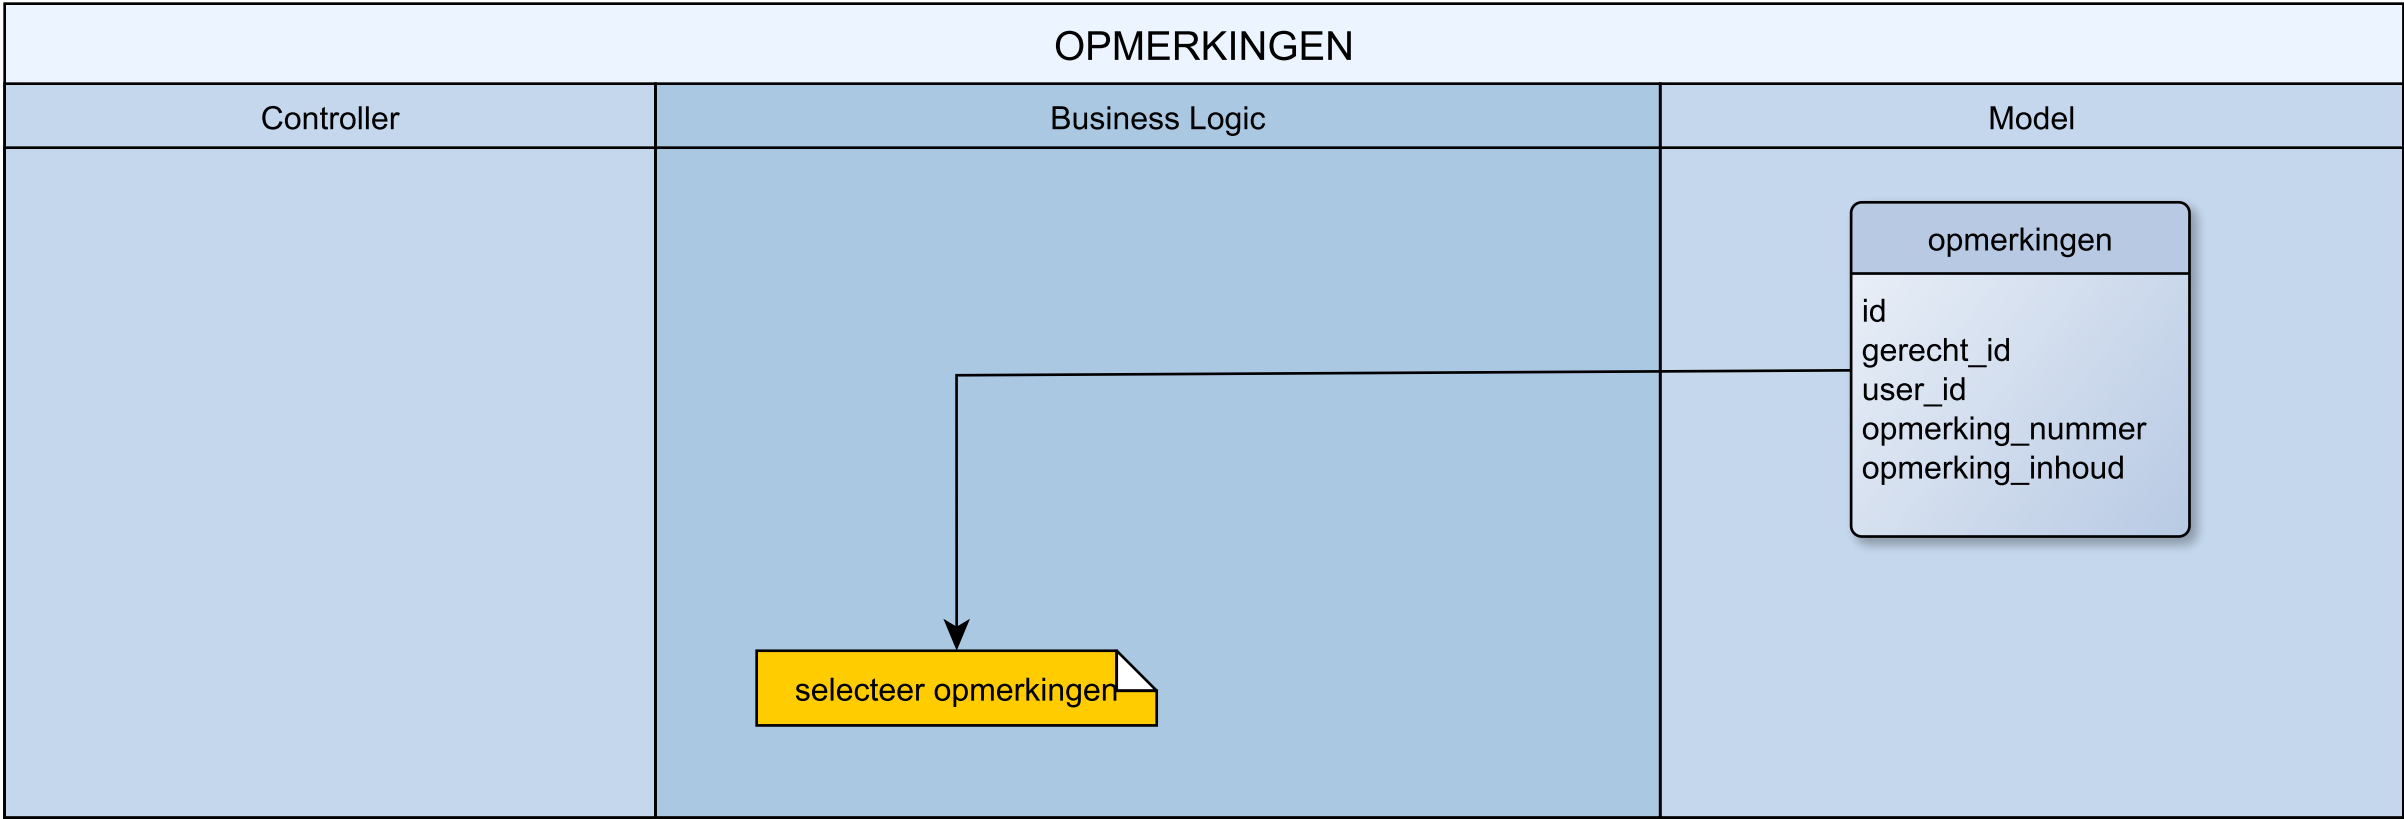 OPMERKINGEN
Controller
Business Logic
Model
opmerkingen
id
gerecht_id
user_id
opmerking_nummer
opmerking_inhoud
selecteer opmerkingen